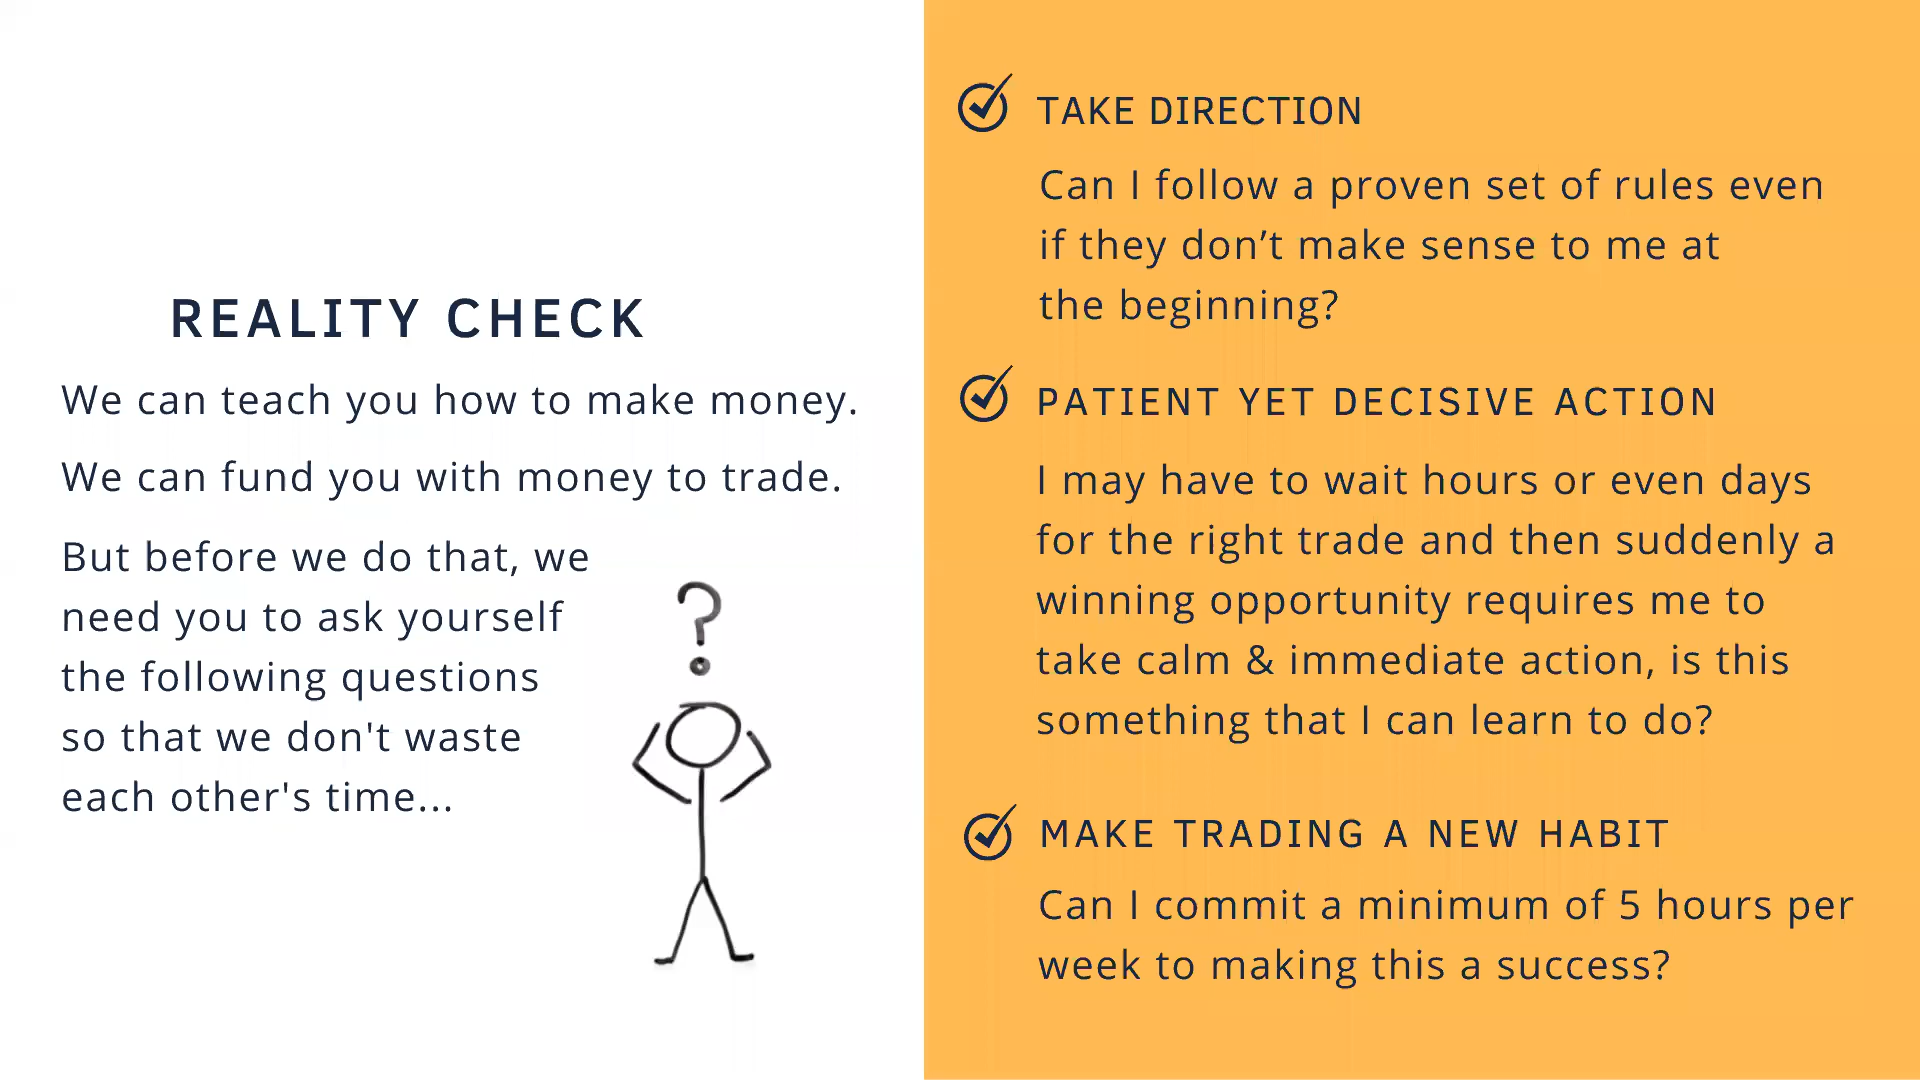 REALITY CHECK
We can teach you how to make money.
We can fund you with money to trade.
But before we do that, we
need you to ask yourself
the following questions
so that we don't waste
each other's time...
?
TAKE DIRECTION
Can I follow a proven set of rules even
if they don’t make sense to me at
the beginning?
PATIENT YET DECISIVE ACTION
I may have to wait hours or even days
for the right trade and then suddenly a
winning opportunity requires me to
take calm & immediate action, is this
something that I can learn to do?
MAKE TRADING A NEW HABIT
Can I commit a minimum of 5 hours per
week to making this a success?